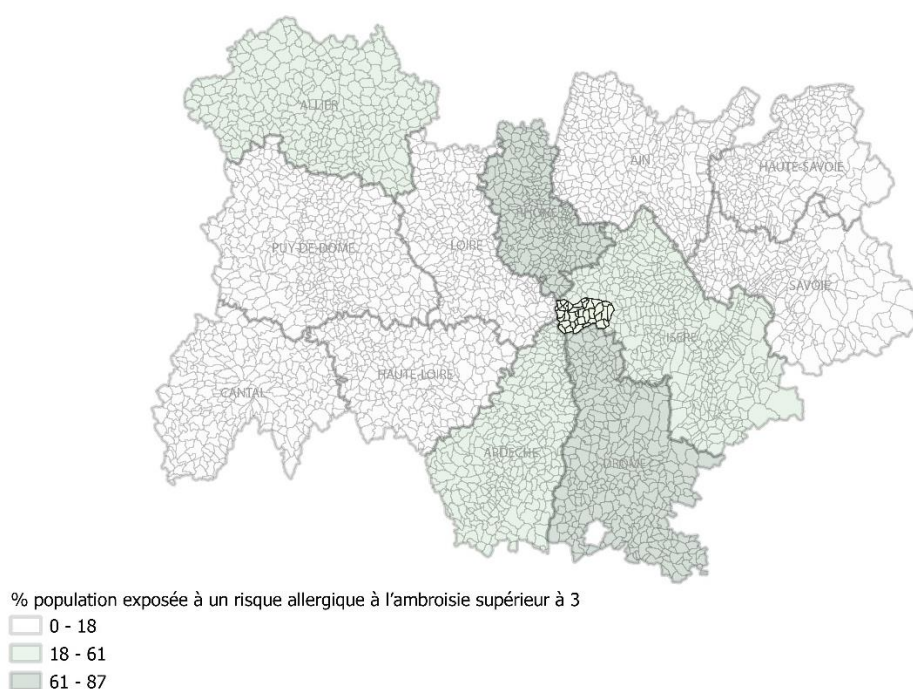 ALLIER
AIN
HAUTE-SAVOIE
RHONE
PUY-DE-DOME
LOIRE
SAVOIE
ISERE
HAUTE-LOIRE
CANTAL
ARDECHE
DROME
% population exposée à un risque allergique à l’ambroisie supérieur à 3
0 - 18
18 - 61
61 - 87